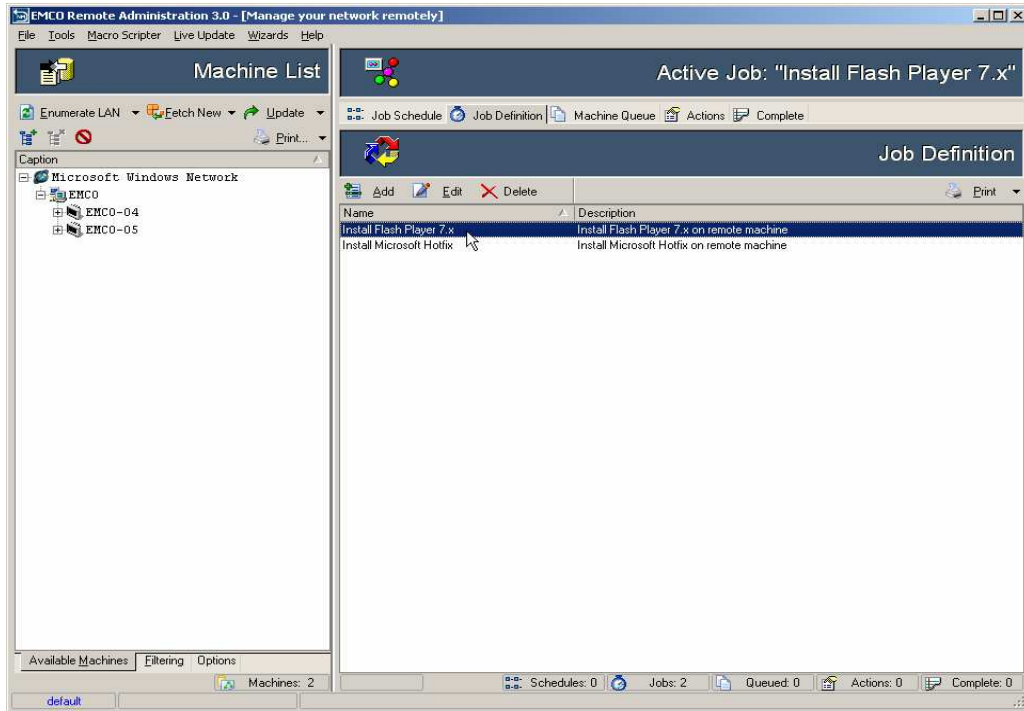 EMCO Remote Administration 3.0 - [Manage your network remotely]
File Tools Macro Scripter Live Update Wizards Help
Machine List
Active Job: "Install Flash Player 7.x"
Enumerate LAN Fetch New Update
Job Schedule Job Definition Machine Queue Actions Complete
Print...
Job Definition
Caption
Microsoft Windows Network
EMCO
EMCO-04
EMCO-05
Add Edit Delete Print
Name Description
Install Flash Player 7.x Install Flash Player 7.x on remote machine
Install Microsoft Hotfix Install Microsoft Hotfix on remote machine
Available Machines Filtering Options
Machines: 2
Schedules: 0 Jobs: 2 Queued: 0 Actions: 0 Complete: 0
default